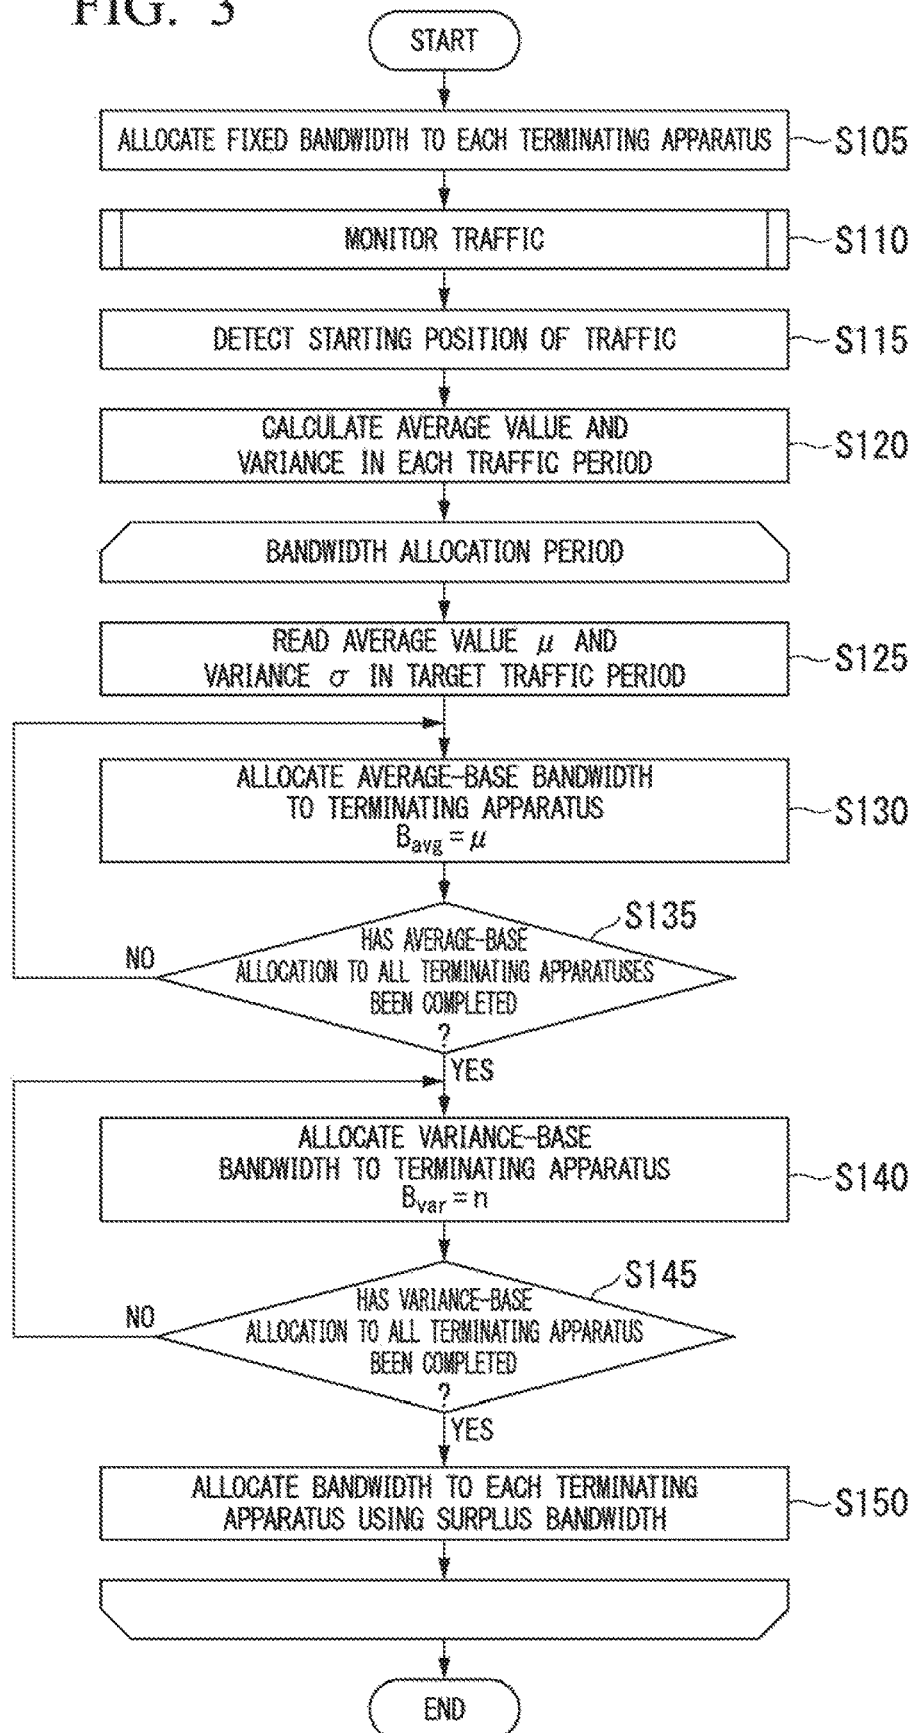 FIG. 3
START
ALLOCATE FIXED BANDWIDTH TO EACH TERMINATING APPARATUS
S105
MONITOR TRAFFIC
S110
DETECT STARTING POSITION OF TRAFFIC
S115
CALCULATE AVERAGE VALUE AND
VARIANCE IN EACH TRAFFIC PERIOD
S120
BANDWIDTH ALLOCATION PERIOD
READ AVERAGE VALUE μ AND
VARIANCE σ IN TARGET TRAFFIC PERIOD
S125
ALLOCATE AVERAGE-BASE BANDWIDTH
TO TERMINATING APPARATUS
Bavg = μ
S130
S135
HAS AVERAGE-BASE
ALLOCATION TO ALL TERMINATING APPARATUSES
BEEN COMPLETED
?
NO
YES
ALLOCATE VARIANCE-BASE
BANDWIDTH TO TERMINATING APPARATUS
Bvar = n
S140
S145
HAS VARIANCE-BASE
ALLOCATION TO ALL TERMINATING APPARATUS
BEEN COMPLETED
?
NO
YES
ALLOCATE BANDWIDTH TO EACH TERMINATING
APPARATUS USING SURPLUS BANDWIDTH
S150
END